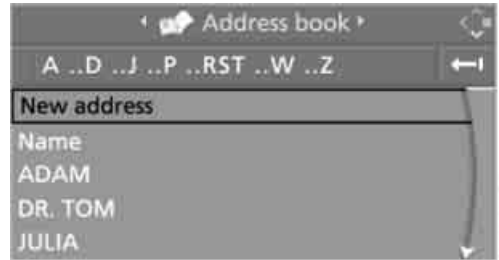 Address book
A ..D ..J ..P ..RST ..W ..Z
New address
Name
ADAM
DR. TOM
JULIA